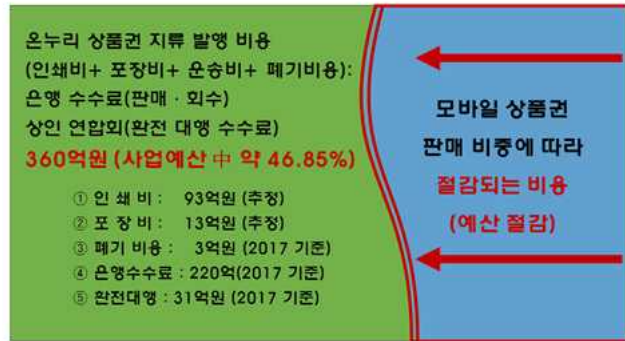 온누리 상품권 지류 발행 비용
(인쇄비+ 포장비+ 운송비+ 폐기비용):
은행 수수료(판매 · 회수)
상인 연합회(환전 대행 수수료)
360억원 (사업예산 中 약 46.85%)
① 인 쇄 비 : 93억원 (추정)
② 포 장 비 : 13억원 (추정)
③ 폐기 비용 : 3억원 (2017 기준)
④ 은행수수료 : 220억(2017 기준)
⑤ 환전대행 : 31억원 (2017 기준)
모바일 상품권
판매 비중에 따라
절감되는 비용
(예산 절감)